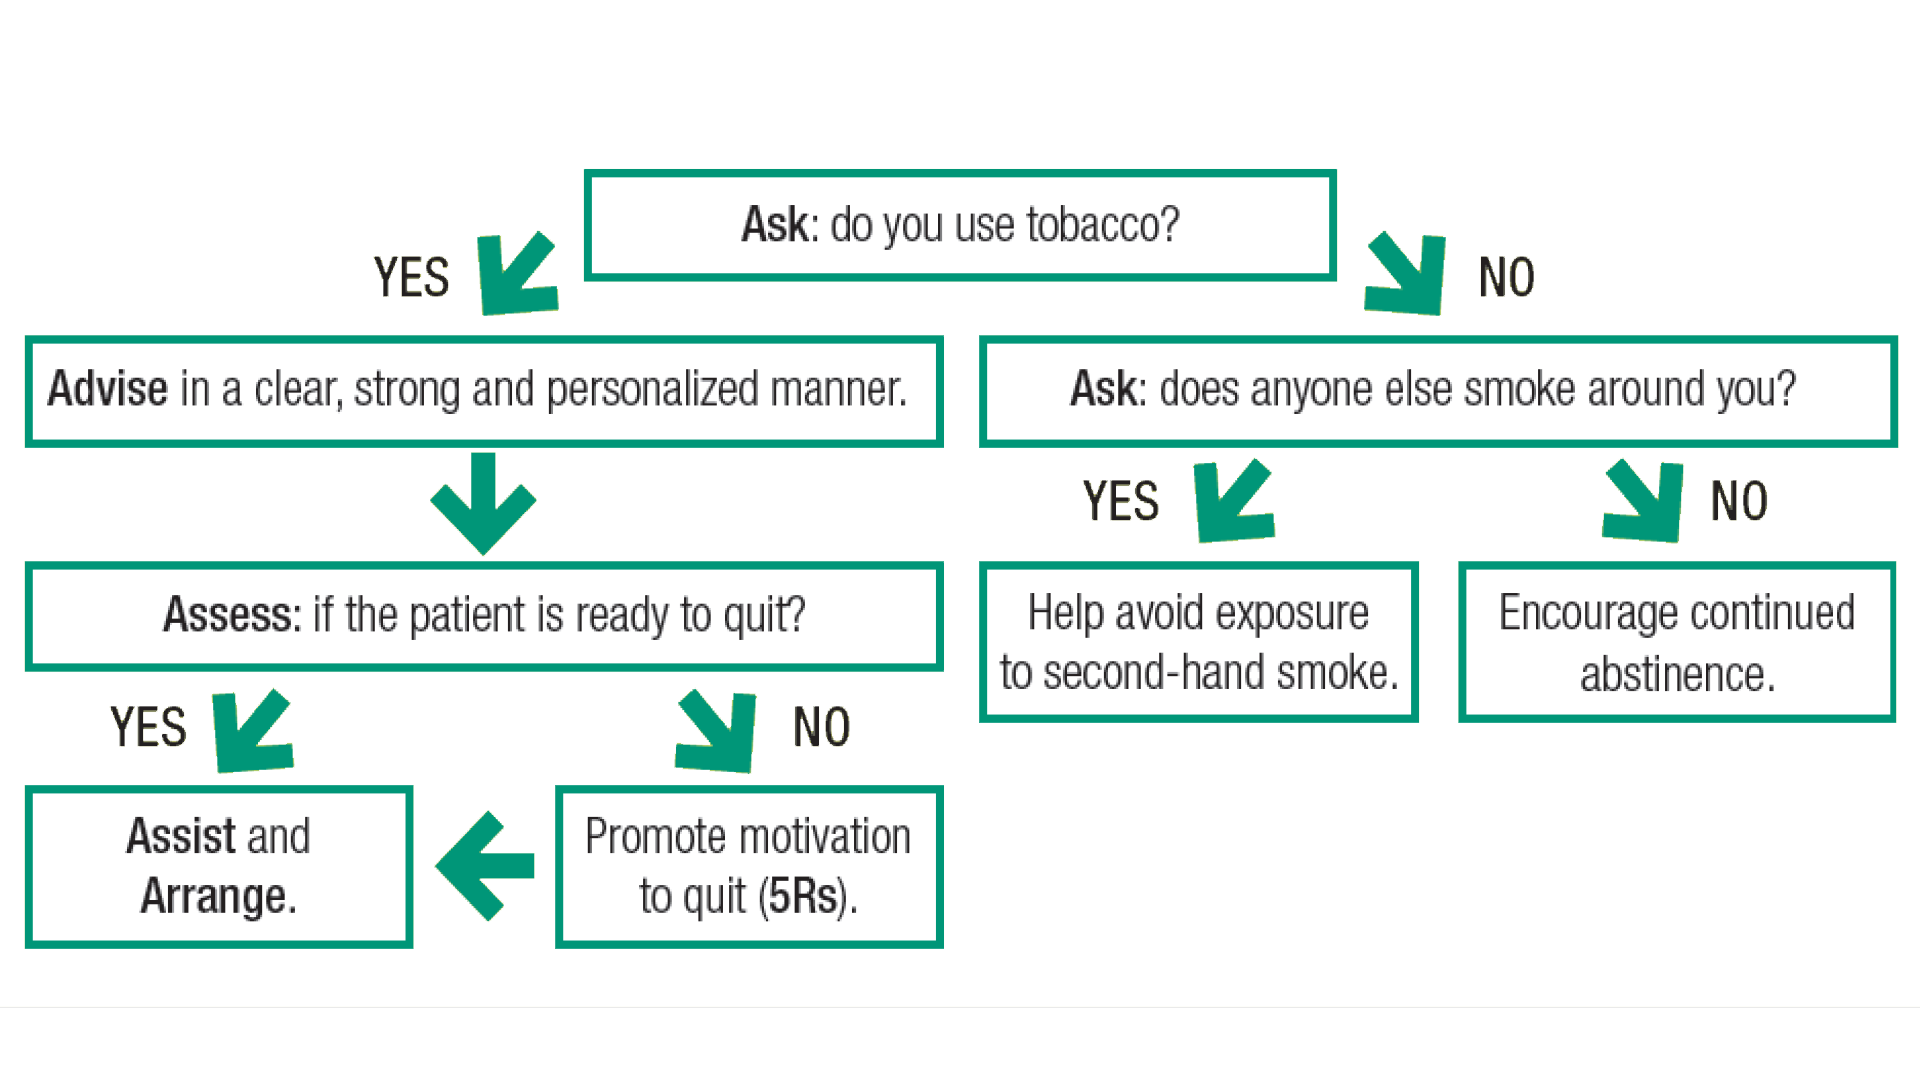 Ask: do you use tobacco?
YES
NO
Advise in a clear, strong and personalized manner.
Ask: does anyone else smoke around you?
YES
NO
Assess: if the patient is ready to quit?
Help avoid exposure
to second-hand smoke.
Encourage continued
abstinence.
YES
NO
Assist and
Arrange.
Promote motivation
to quit (5Rs).